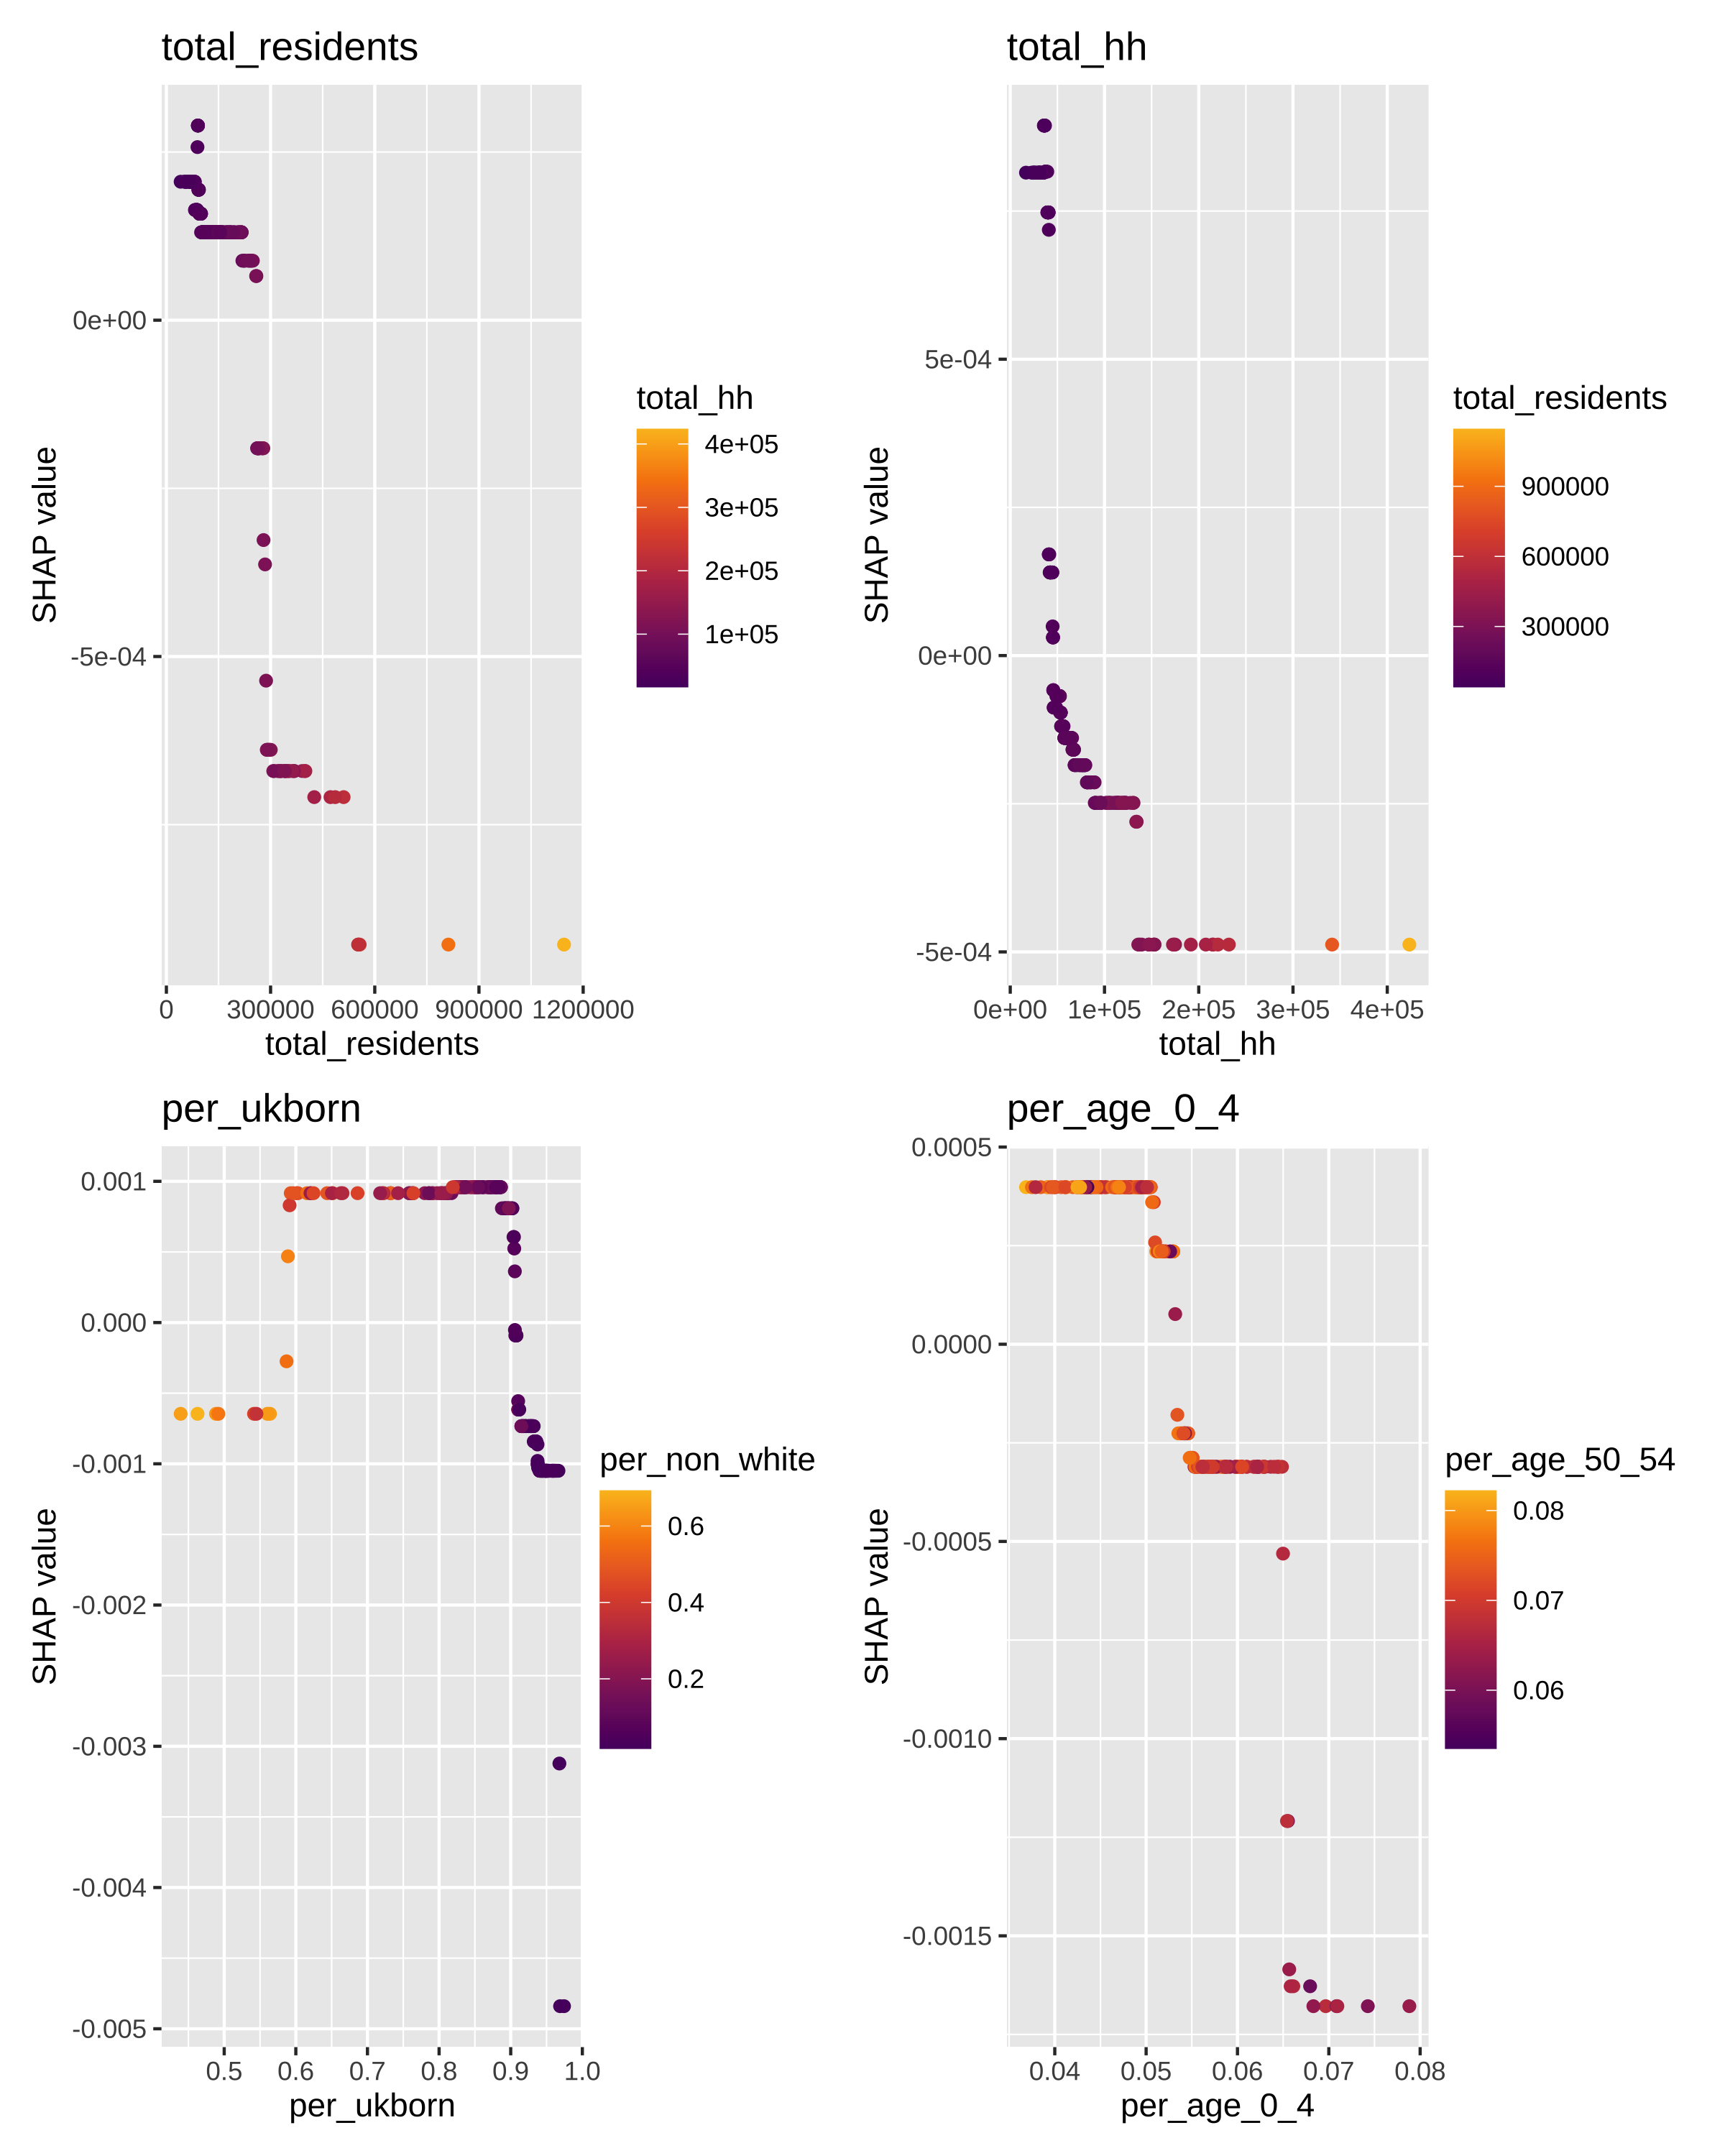 total_residents
0e+00
-5e-04
SHAP value
0
300000
600000
900000
1200000
total_residents
total_hh
4e+05
3e+05
2e+05
1e+05
total_hh
5e-04
0e+00
-5e-04
SHAP value
0e+00
1e+05
2e+05
3e+05
4e+05
total_hh
total_residents
900000
600000
300000
per_ukborn
0.001
0.000
-0.001
-0.002
-0.003
-0.004
-0.005
SHAP value
0.5
0.6
0.7
0.8
0.9
1.0
per_ukborn
per_non_white
0.6
0.4
0.2
per_age_0_4
0.0005
0.0000
-0.0005
-0.0010
-0.0015
SHAP value
0.04
0.05
0.06
0.07
0.08
per_age_0_4
per_age_50_54
0.08
0.07
0.06